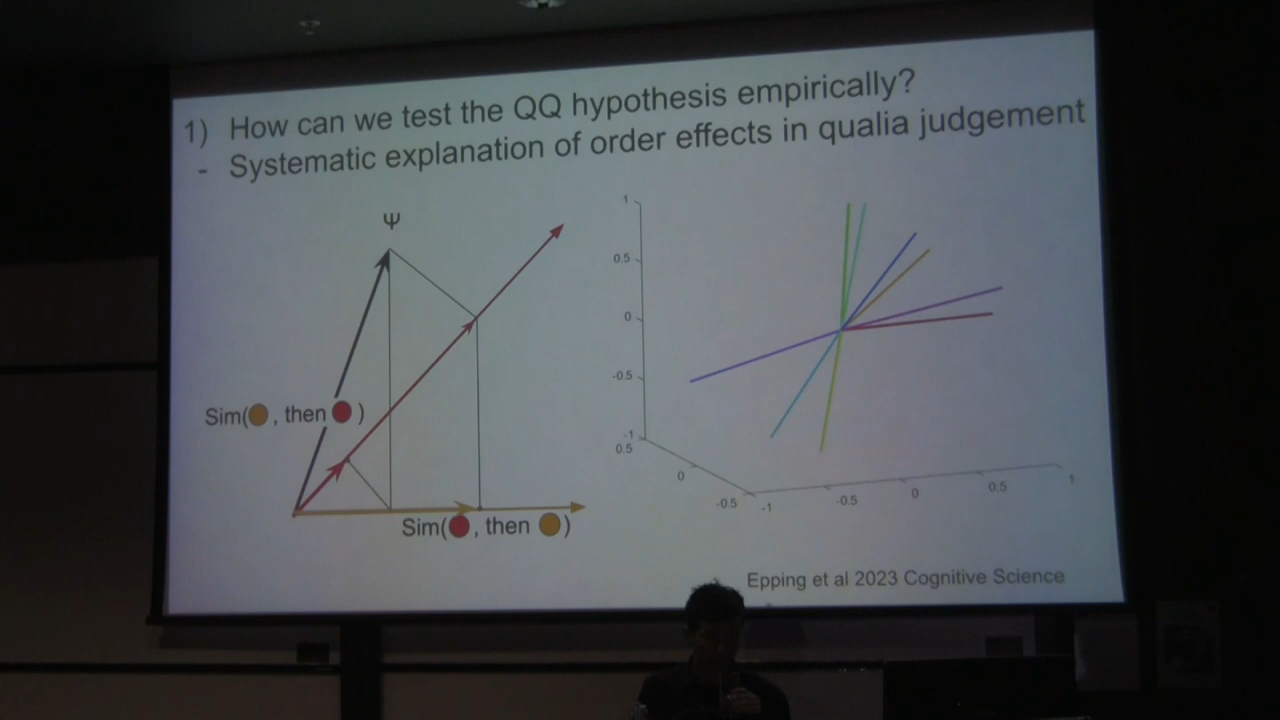 1) How can we test the QQ hypothesis empirically?
- Systematic explanation of order effects in qualia judgement
Ψ
Sim( , then )
Sim( , then )
1
0.5
0
-0.5
-1
0.5
0
-0.5
-1
-0.5
0
0.5
1
Epping et al 2023 Cognitive Science